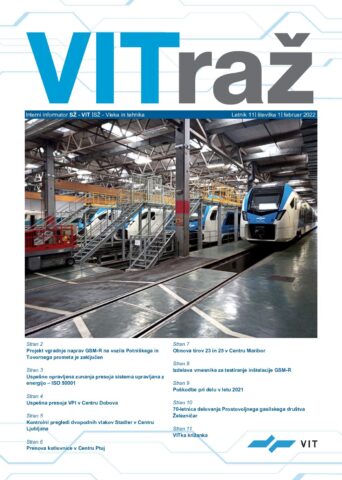 VITraž
Interni informator SŽ - VIT | SŽ - Vleka in tehnika
Letnik 11 | številka 1 | februar 2022
Stran 2
Projekt vgradnje naprav GSM-R na vozila Potniškega in
Tovornega prometa je zaključen
Stran 3
Uspešno opravljena zunanja presoja sistema upravljanja z
energijo – ISO 50001
Stran 4
Uspešna presoja VPI v Centru Dobova
Stran 5
Kontrolni pregledi dvopodnih vlakov Stadler v Centru
Ljubljana
Stran 6
Prenova kotlovnice v Centru Ptuj
Stran 7
Obnova tirov 23 in 25 v Centru Maribor
Stran 8
Izdelava vmesnika za testiranje inštalacije GSM-R
Stran 9
Poškodbe pri delu v letu 2021
Stran 10
70-letnica delovanja Prostovoljnega gasilskega društva
Železničar
Stran 11
VITka križanka
VIT